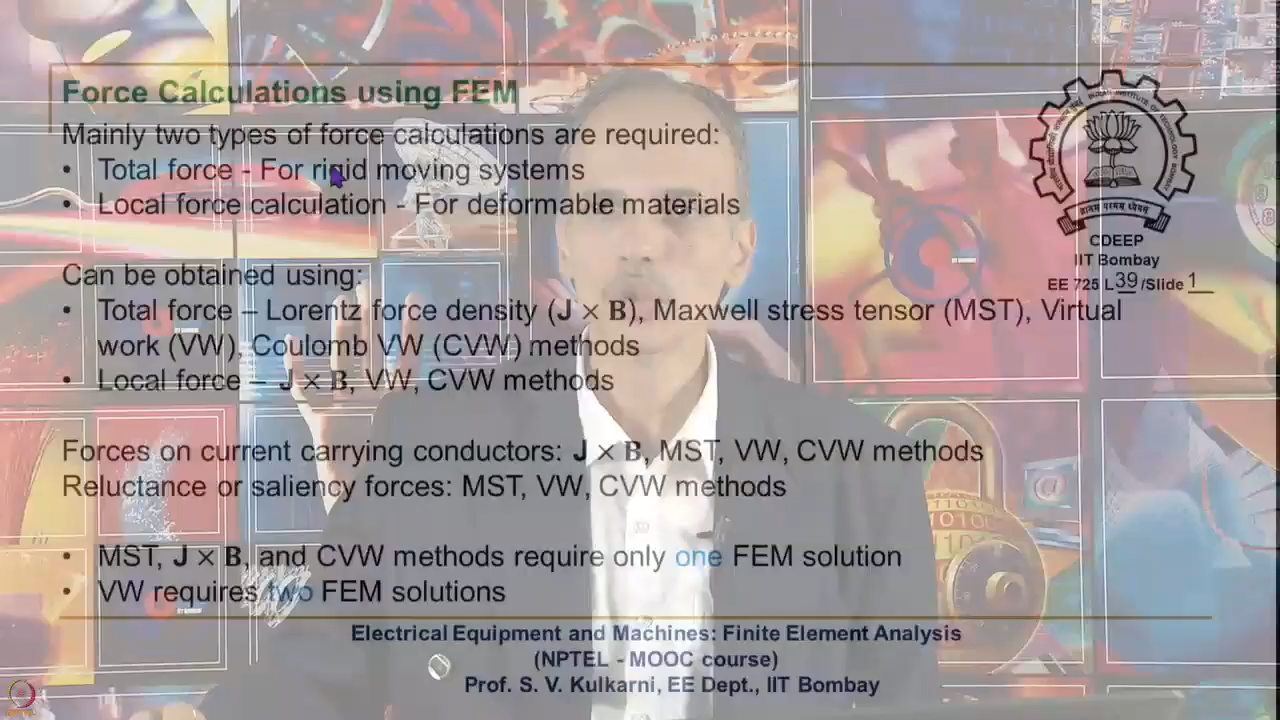 Force Calculations using FEM
Mainly two types of force calculations are required:
• Total force - For rigid moving systems
• Local force calculation - For deformable materials
Can be obtained using:
• Total force – Lorentz force density (J × B), Maxwell stress tensor (MST), Virtual
work (VW), Coulomb VW (CVW) methods
• Local force – J × B, VW, CVW methods
Forces on current carrying conductors: J × B, MST, VW, CVW methods
Reluctance or saliency forces: MST, VW, CVW methods
• MST, J × B, and CVW methods require only one FEM solution
• VW requires two FEM solutions
CDEEP
IIT Bombay
EE 725 L 39 /Slide 1
Electrical Equipment and Machines: Finite Element Analysis
(NPTEL - MOOC course)
Prof. S. V. Kulkarni, EE Dept., IIT Bombay